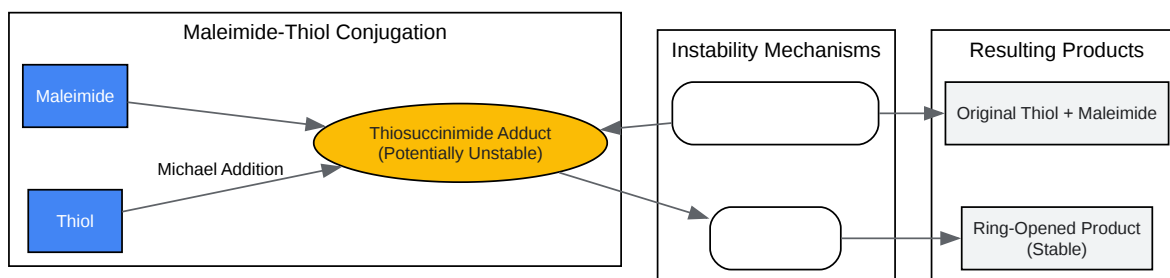 Maleimide-Thiol Conjugation
Maleimide
Thiol
Michael Addition
Thiosuccinimide Adduct
(Potentially Unstable)
Instability Mechanisms
Resulting Products
Original Thiol + Maleimide
Ring-Opened Product
(Stable)